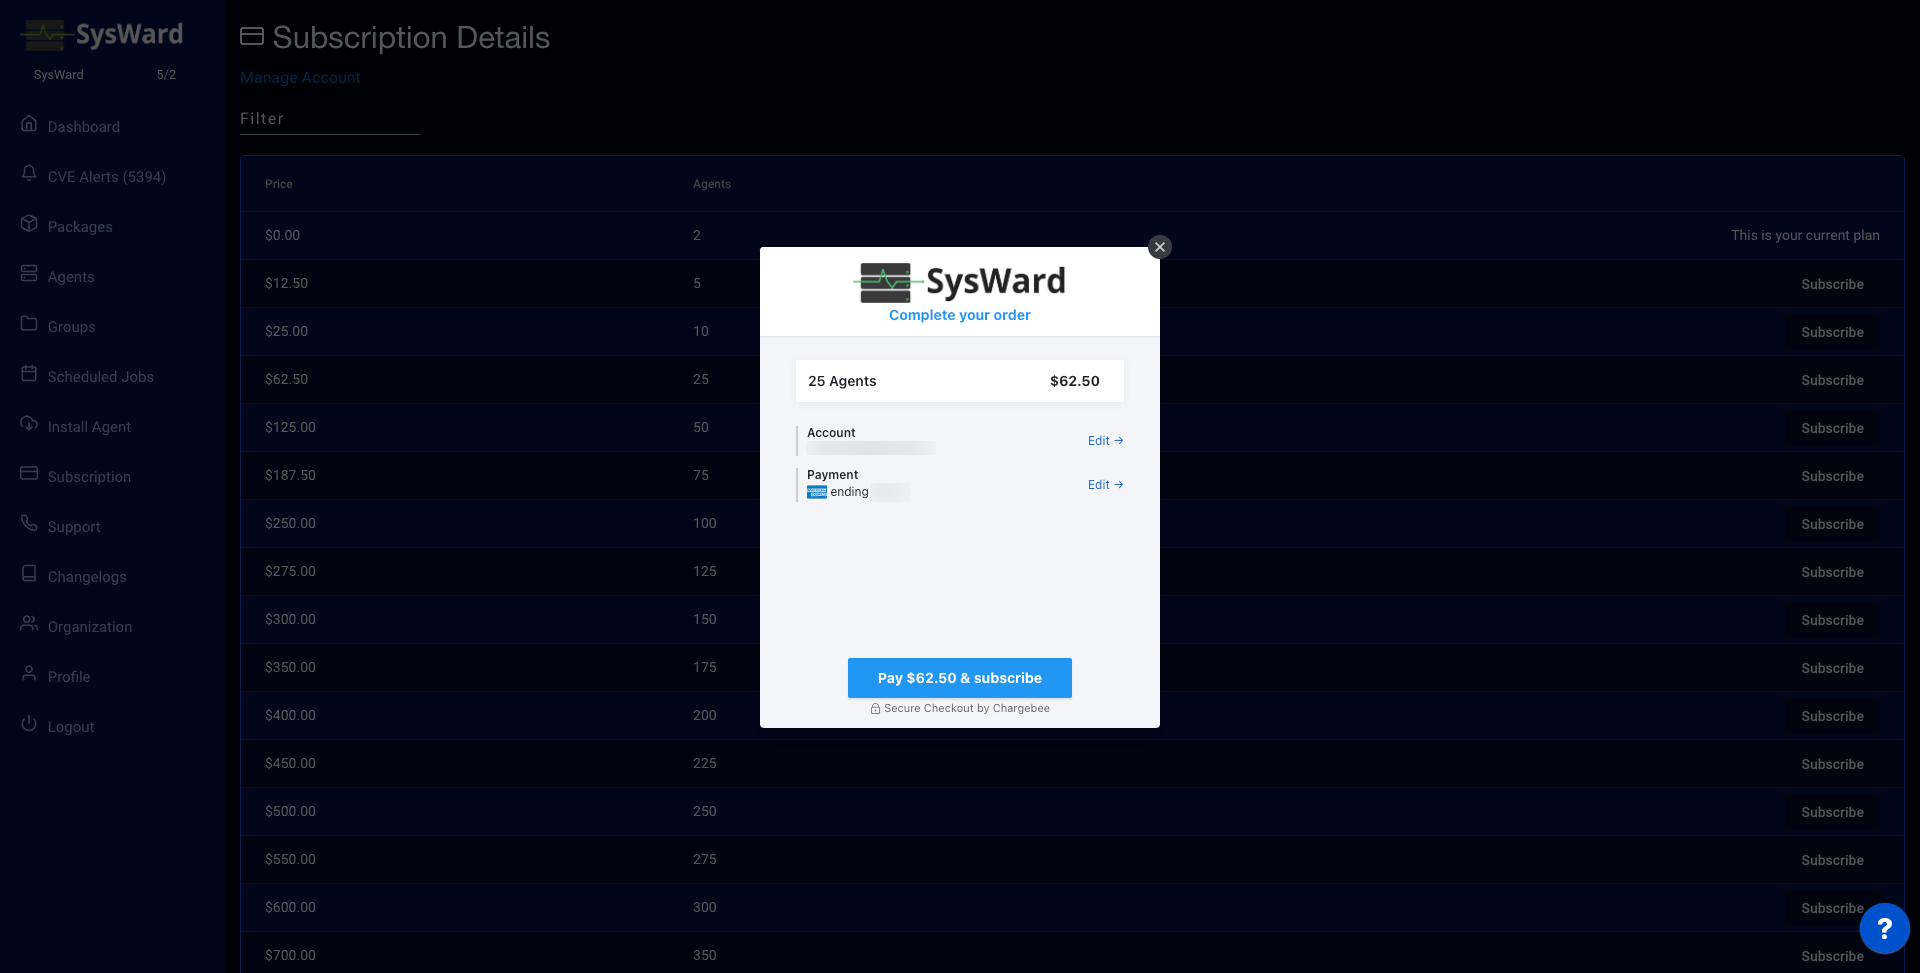 SysWard
SysWard 5/2
Dashboard
CVE Alerts (5394)
Packages
Agents
Groups
Scheduled Jobs
Install Agent
Subscription
Support
Changelogs
Organization
Profile
Logout
Subscription Details
Manage Account
Filter
Price Agents
$0.00 2 This is your current plan
$12.50 5 Subscribe
$25.00 10 Subscribe
$62.50 25 Subscribe
$125.00 50 Subscribe
$187.50 75 Subscribe
$250.00 100 Subscribe
$275.00 125 Subscribe
$300.00 150 Subscribe
$350.00 175 Subscribe
$400.00 200 Subscribe
$450.00 225 Subscribe
$500.00 250 Subscribe
$550.00 275 Subscribe
$600.00 300 Subscribe
$700.00 350 Subscribe
SysWard
Complete your order
25 Agents $62.50
Account
Edit →
Payment
ending
Edit →
Pay $62.50 & subscribe
Secure Checkout by Chargebee
?